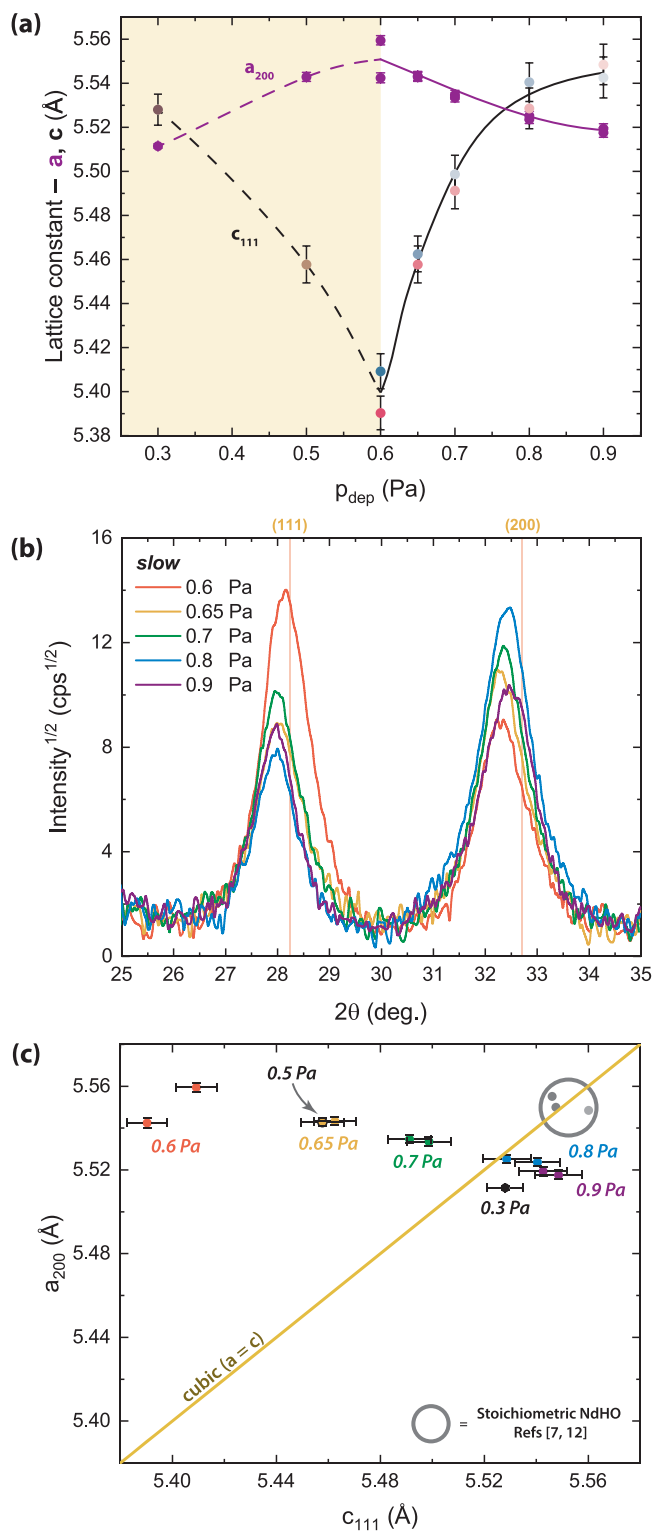 (a)
Lattice constant – a, c (Å)
5.56
5.54
5.52
5.50
5.48
5.46
5.44
5.42
5.40
5.38
a200
c111
0.3
0.4
0.5
0.6
0.7
0.8
0.9
pdep (Pa)
(b)
(111)
(200)
Intensity1/2 (cps1/2)
16
12
8
4
0
slow
0.6 Pa
0.65 Pa
0.7 Pa
0.8 Pa
0.9 Pa
25
26
27
28
29
30
31
32
33
34
35
2θ (deg.)
(c)
a200 (Å)
5.56
5.52
5.48
5.44
5.40
0.5 Pa
0.6 Pa
0.65 Pa
0.7 Pa
0.8 Pa
0.9 Pa
0.3 Pa
cubic (a = c)
= Stoichiometric NdHO
Refs [7, 12]
5.40
5.44
5.48
5.52
5.56
c111 (Å)